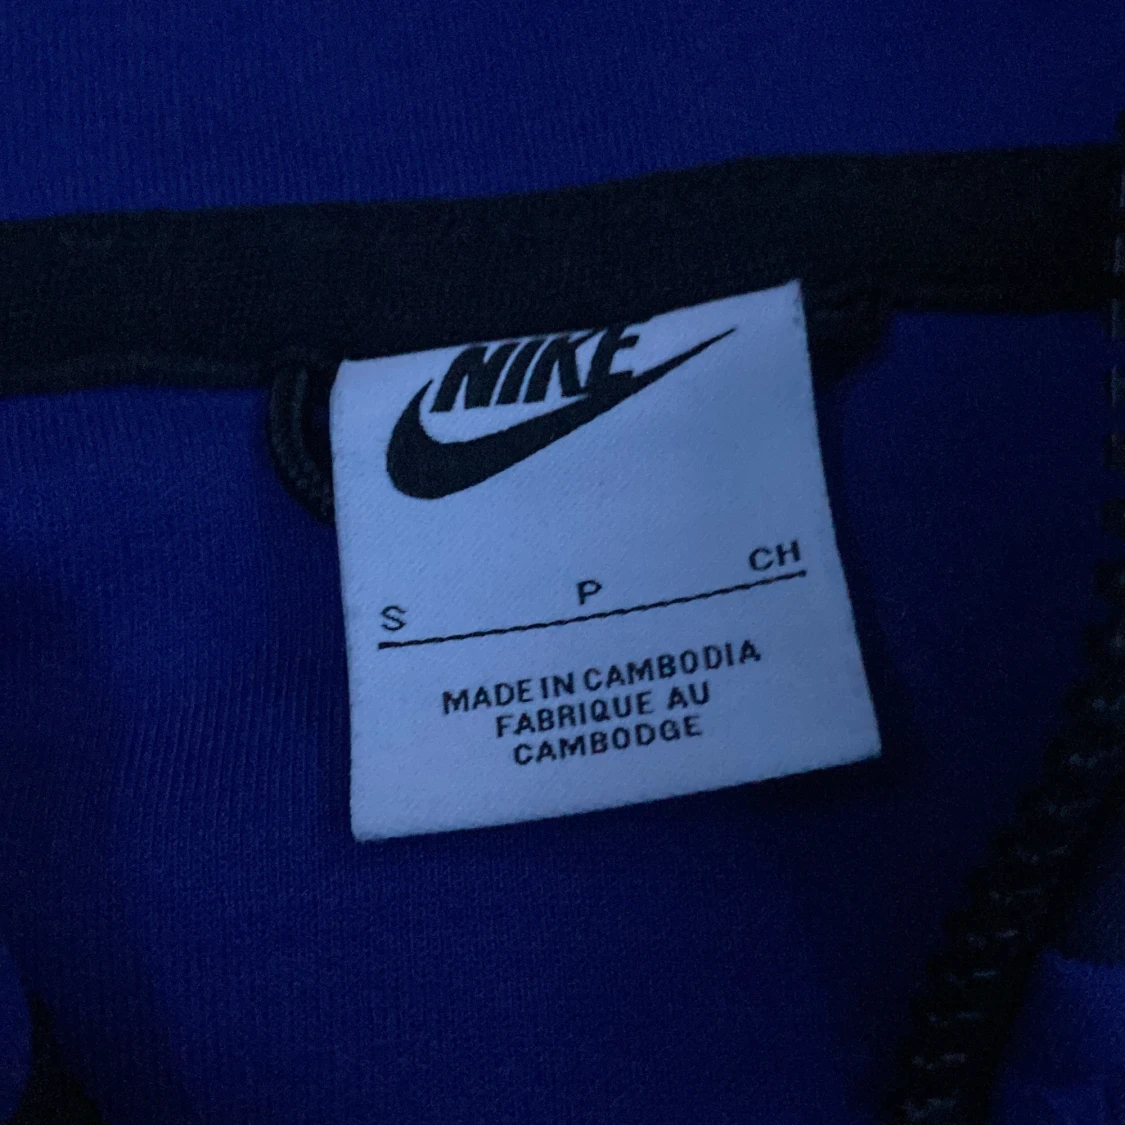 NIKE
S P CH
MADE IN CAMBODIA
FABRIQUE AU
CAMBODGE